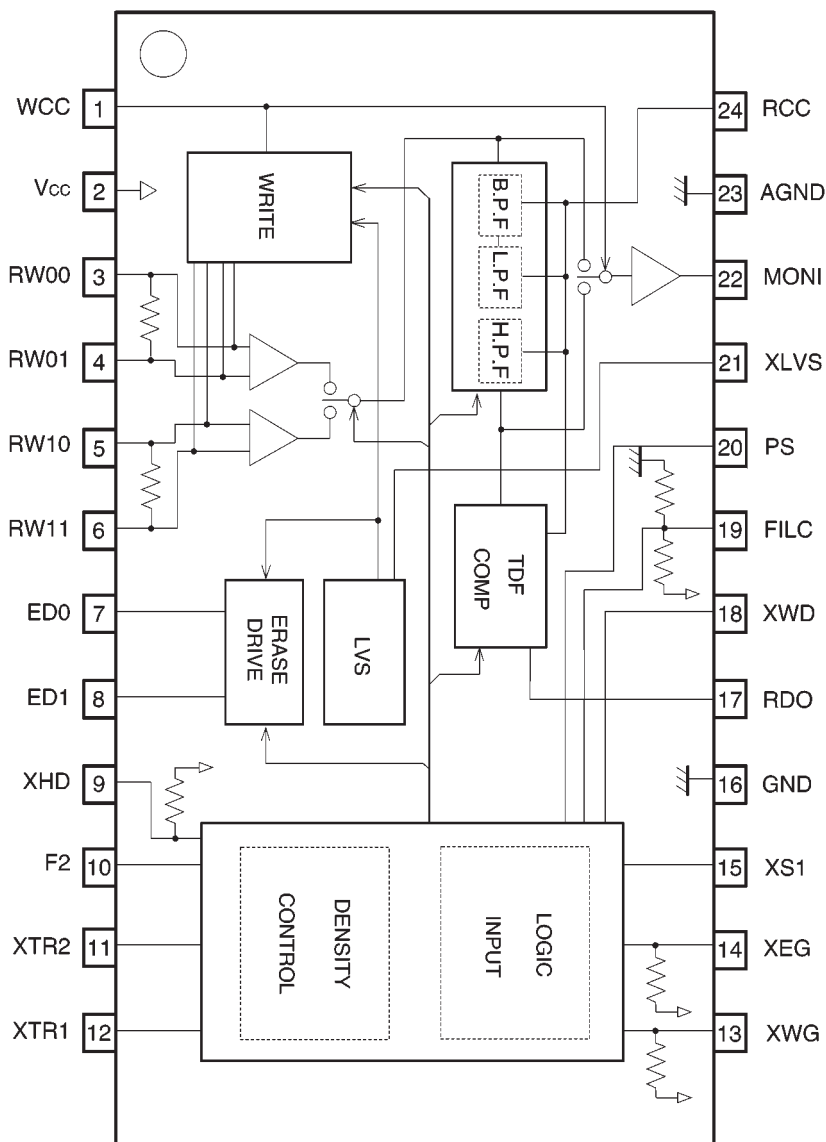 WCC 1
Vcc 2
RW00 3
RW01 4
RW10 5
RW11 6
ED0 7
ED1 8
XHD 9
F2 10
XTR2 11
XTR1 12
WRITE
B.P.F
L.P.F
H.P.F
TDF
COMP
ERASE
DRIVE
LVS
DENSITY
CONTROL
LOGIC
INPUT
24 RCC
23 AGND
22 MONI
21 XLVS
20 PS
19 FILC
18 XWD
17 RDO
16 GND
15 XS1
14 XEG
13 XWG